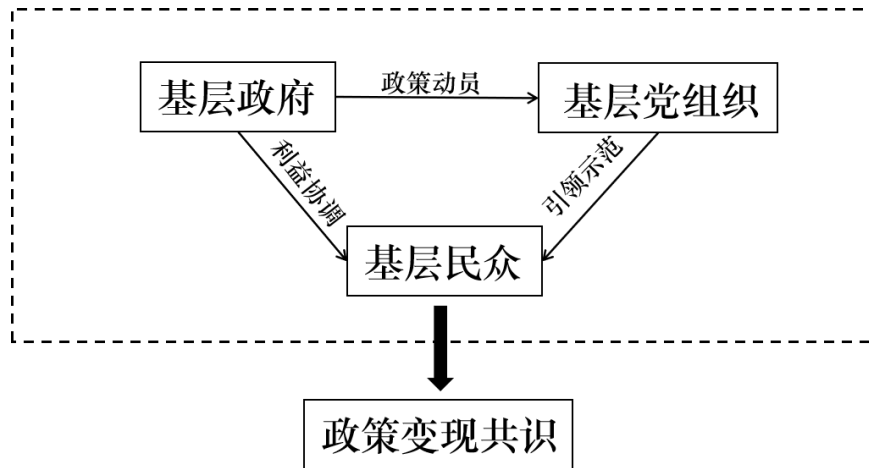 基层政府
政策动员
基层党组织
利益协调
引领示范
基层民众
政策变现共识